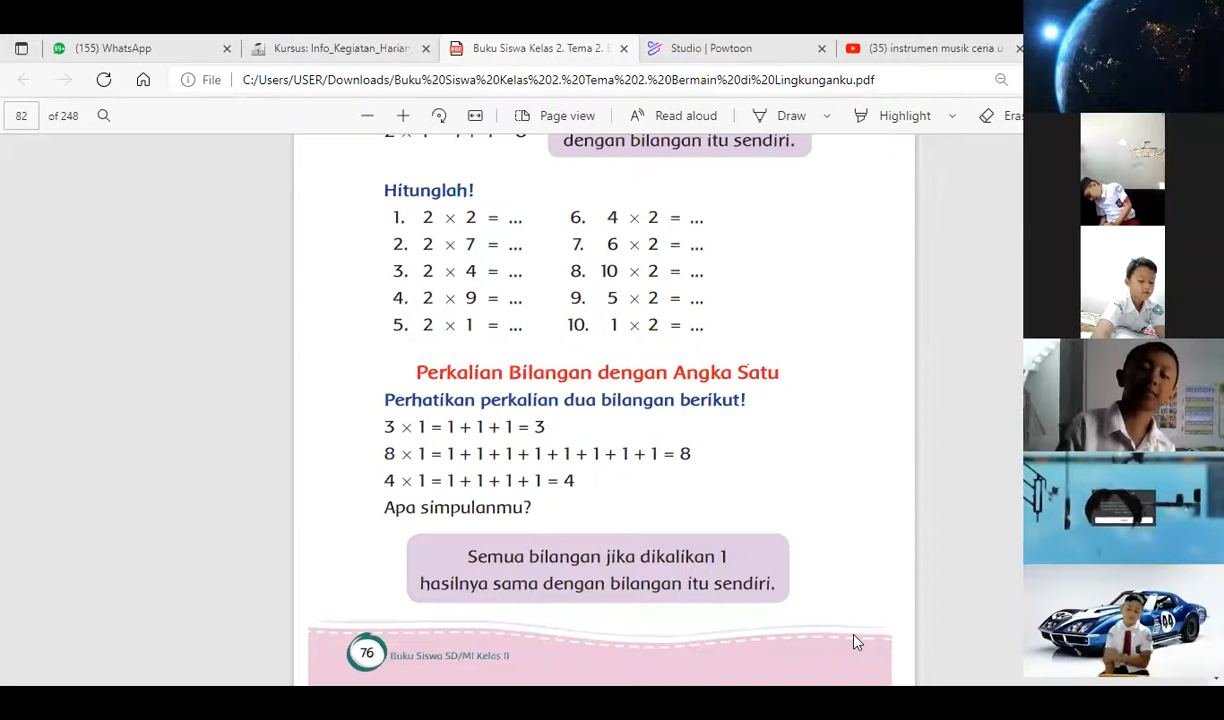 (155) WhatsApp
Kursus: Info_Kegiatan_Harian
Buku Siswa Kelas 2. Tema 2.
Studio | Powtoon
(35) instrumen musik ceria u
File
C:/Users/USER/Downloads/Buku%20Siswa%20Kelas%202.%20Tema%202.%20Bermain%20di%20Lingkunganku.pdf
82 of 248
Page view
Read aloud
Draw
Highlight
Eras
dengan bilangan itu sendiri.
Hitunglah!
1. 2 × 2 = ... 6. 4 × 2 = ...
2. 2 × 7 = ... 7. 6 × 2 = ...
3. 2 × 4 = ... 8. 10 × 2 = ...
4. 2 × 9 = ... 9. 5 × 2 = ...
5. 2 × 1 = ... 10. 1 × 2 = ...
Perkalian Bilangan dengan Angka Satu
Perhatikan perkalian dua bilangan berikut!
3 × 1 = 1 + 1 + 1 = 3
8 × 1 = 1 + 1 + 1 + 1 + 1 + 1 + 1 + 1 = 8
4 × 1 = 1 + 1 + 1 + 1 = 4
Apa simpulanmu?
Semua bilangan jika dikalikan 1
hasilnya sama dengan bilangan itu sendiri.
76 Buku Siswa SD/MI Kelas II